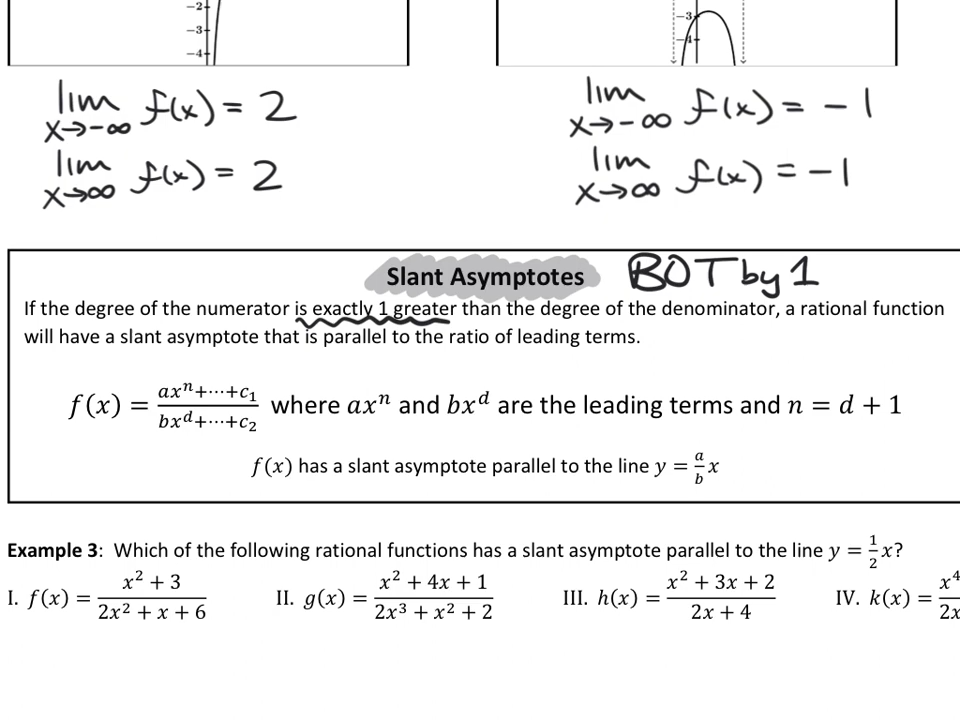 −2
−3
−4
−3
−4
lim f(x) = 2
x→−∞
lim f(x) = 2
x→∞
lim f(x) = −1
x→−∞
lim f(x) = −1
x→∞
Slant Asymptotes BOT by 1
If the degree of the numerator is exactly 1 greater than the degree of the denominator, a rational function
will have a slant asymptote that is parallel to the ratio of leading terms.
f(x) = (axⁿ+⋯+c₁)/(bxᵈ+⋯+c₂) where axⁿ and bxᵈ are the leading terms and n = d + 1
f(x) has a slant asymptote parallel to the line y = a/b x
Example 3: Which of the following rational functions has a slant asymptote parallel to the line y = 1/2 x?
I. f(x) = (x² + 3)/(2x² + x + 6) II. g(x) = (x² + 4x + 1)/(2x³ + x² + 2) III. h(x) = (x² + 3x + 2)/(2x + 4) IV. k(x) = x⁴/2x